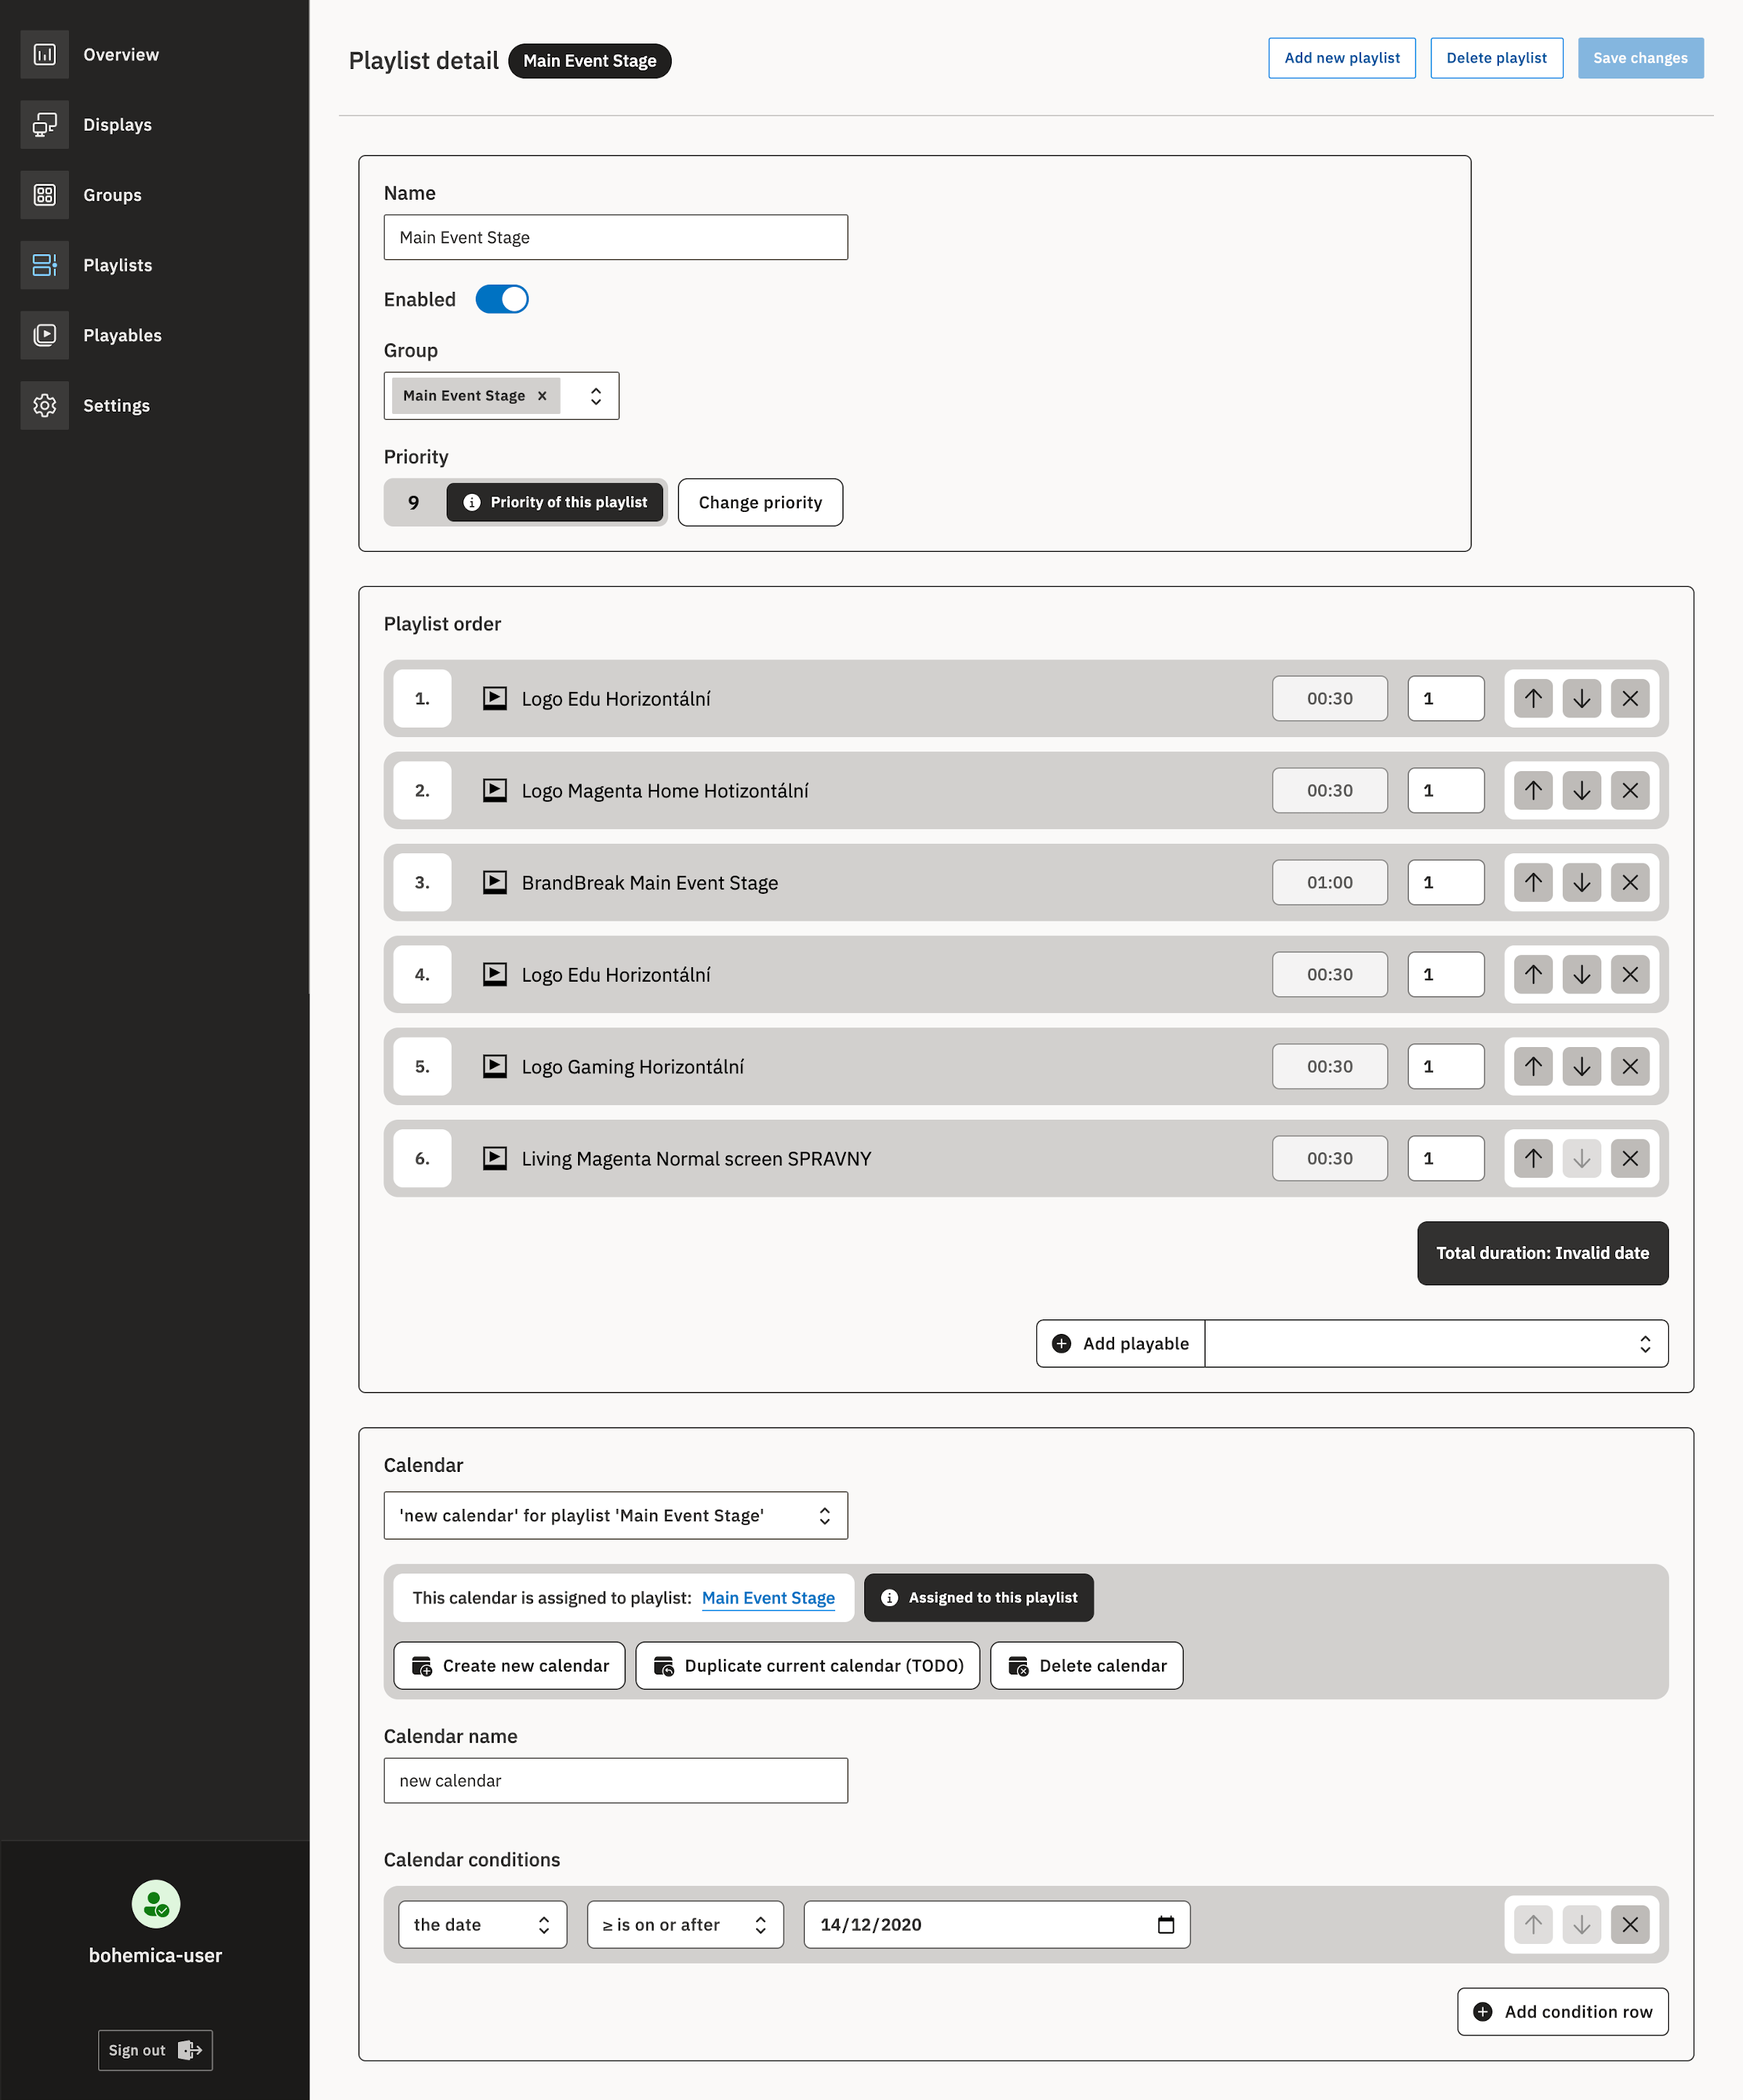 Overview
Displays
Groups
Playlists
Playables
Settings
bohemica-user
Sign out
Playlist detail Main Event Stage
Add new playlist Delete playlist Save changes
Name
Main Event Stage
Enabled
Group
Main Event Stage ×
Priority
9 Priority of this playlist Change priority
Playlist order
1. Logo Edu Horizontální 00:30 1
2. Logo Magenta Home Hotizontální 00:30 1
3. BrandBreak Main Event Stage 01:00 1
4. Logo Edu Horizontální 00:30 1
5. Logo Gaming Horizontální 00:30 1
6. Living Magenta Normal screen SPRAVNY 00:30 1
Total duration: Invalid date
Add playable
Calendar
'new calendar' for playlist 'Main Event Stage'
This calendar is assigned to playlist: Main Event Stage Assigned to this playlist
Create new calendar Duplicate current calendar (TODO) Delete calendar
Calendar name
new calendar
Calendar conditions
the date ≥ is on or after 14/12/2020
Add condition row